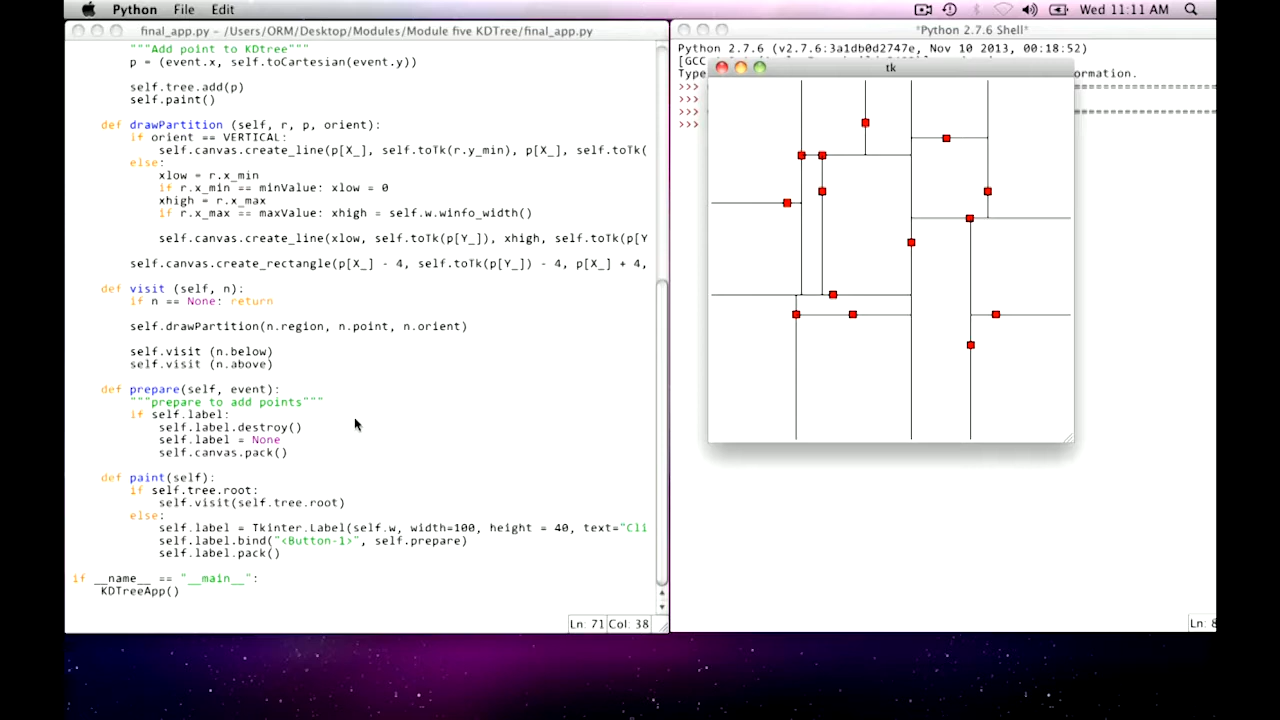 Python File Edit Wed 11:11 AM
final_app.py – /Users/ORM/Desktop/Modules/Module five KDTree/final_app.py
"""Add point to KDtree"""
p = (event.x, self.toCartesian(event.y))
self.tree.add(p)
self.paint()
def drawPartition (self, r, p, orient):
if orient == VERTICAL:
self.canvas.create_line(p[X_], self.toTk(r.y_min), p[X_], self.toTk(
else:
xlow = r.x_min
if r.x_min == minValue: xlow = 0
xhigh = r.x_max
if r.x_max == maxValue: xhigh = self.w.winfo_width()
self.canvas.create_line(xlow, self.toTk(p[Y_]), xhigh, self.toTk(p[Y
self.canvas.create_rectangle(p[X_] - 4, self.toTk(p[Y_]) - 4, p[X_] + 4,
def visit (self, n):
if n == None: return
self.drawPartition(n.region, n.point, n.orient)
self.visit (n.below)
self.visit (n.above)
def prepare(self, event):
"""prepare to add points"""
if self.label:
self.label.destroy()
self.label = None
self.canvas.pack()
def paint(self):
if self.tree.root:
self.visit(self.tree.root)
else:
self.label = Tkinter.Label(self.w, width=100, height = 40, text="Cli
self.label.bind("<Button-1>", self.prepare)
self.label.pack()
if __name__ == "__main__":
KDTreeApp()
Ln: 71 Col: 38
*Python 2.7.6 Shell*
Python 2.7.6 (v2.7.6:3a1db0d2747e, Nov 10 2013, 00:18:52)
[GCC
Type
ormation.
>>> ================
>>>
>>> ================
>>>
tk
Ln: 8